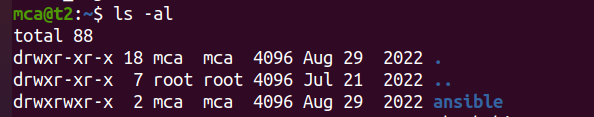 mca@t2:~$ ls -al
total 88
drwxr-xr-x 18 mca  mca  4096 Aug 29  2022 .
drwxr-xr-x  7 root root 4096 Jul 21  2022 ..
drwxrwxr-x  2 mca  mca  4096 Aug 29  2022 ansible